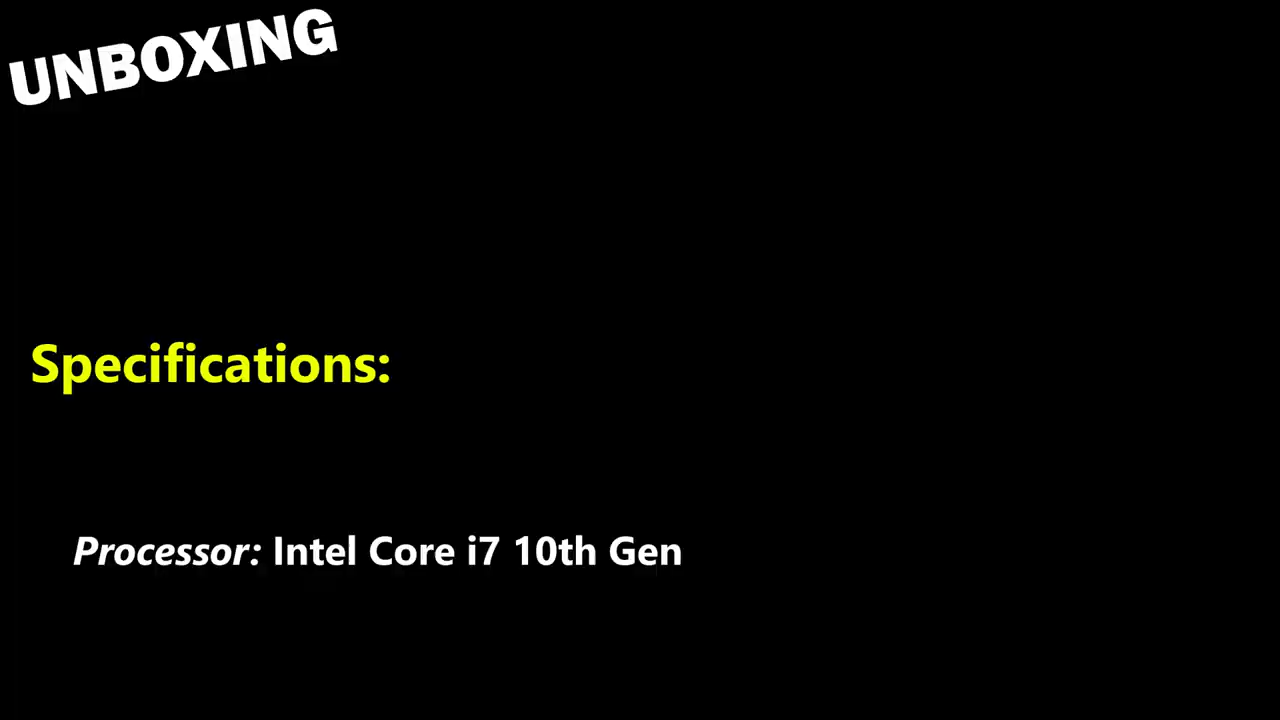 UNBOXING
Specifications:
Processor: Intel Core i7 10th Gen